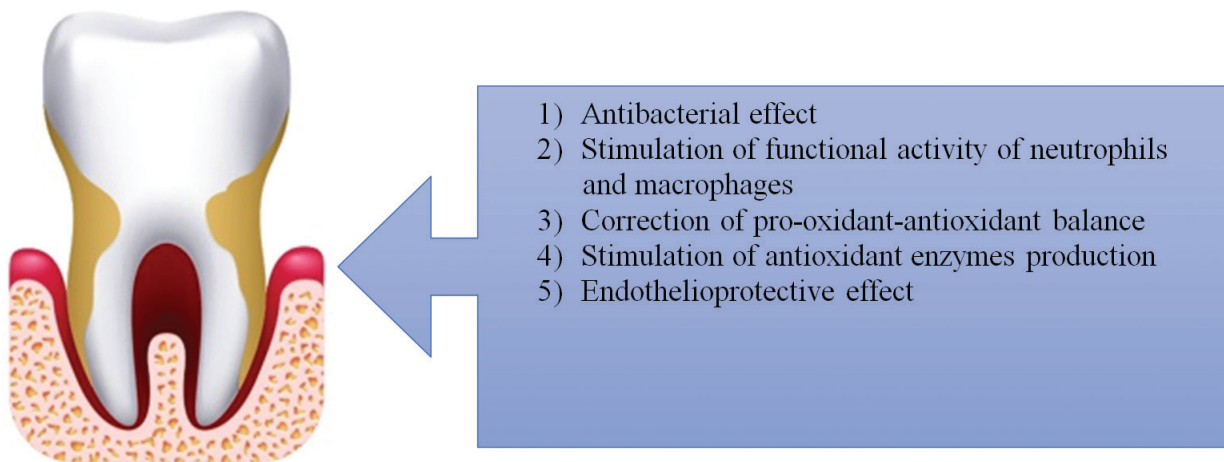 1) Antibacterial effect
2) Stimulation of functional activity of neutrophils
and macrophages
3) Correction of pro-oxidant-antioxidant balance
4) Stimulation of antioxidant enzymes production
5) Endothelioprotective effect